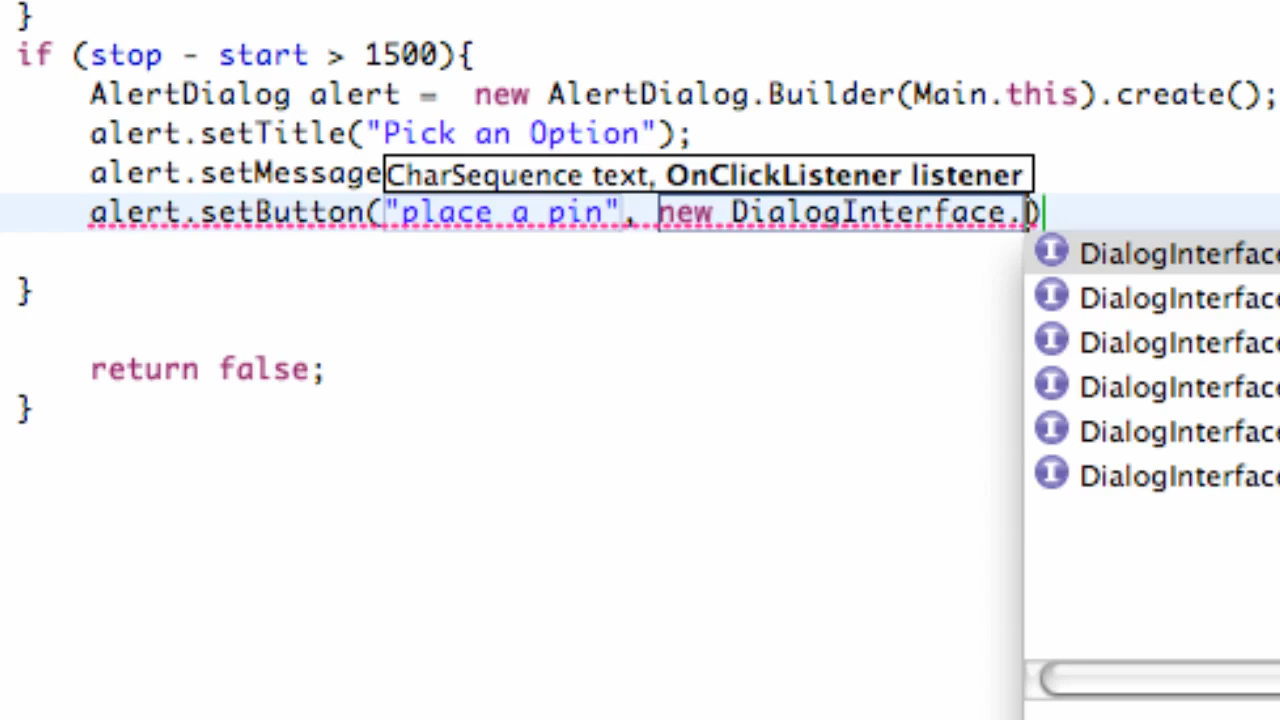 }
if (stop - start > 1500){
AlertDialog alert =  new AlertDialog.Builder(Main.this).create();
alert.setTitle("Pick an Option");
alert.setMessage
CharSequence text, OnClickListener listener
alert.setButton("place a pin", new DialogInterface.)
DialogInterface
DialogInterface
DialogInterface
DialogInterface
DialogInterface
DialogInterface
}
return false;
}